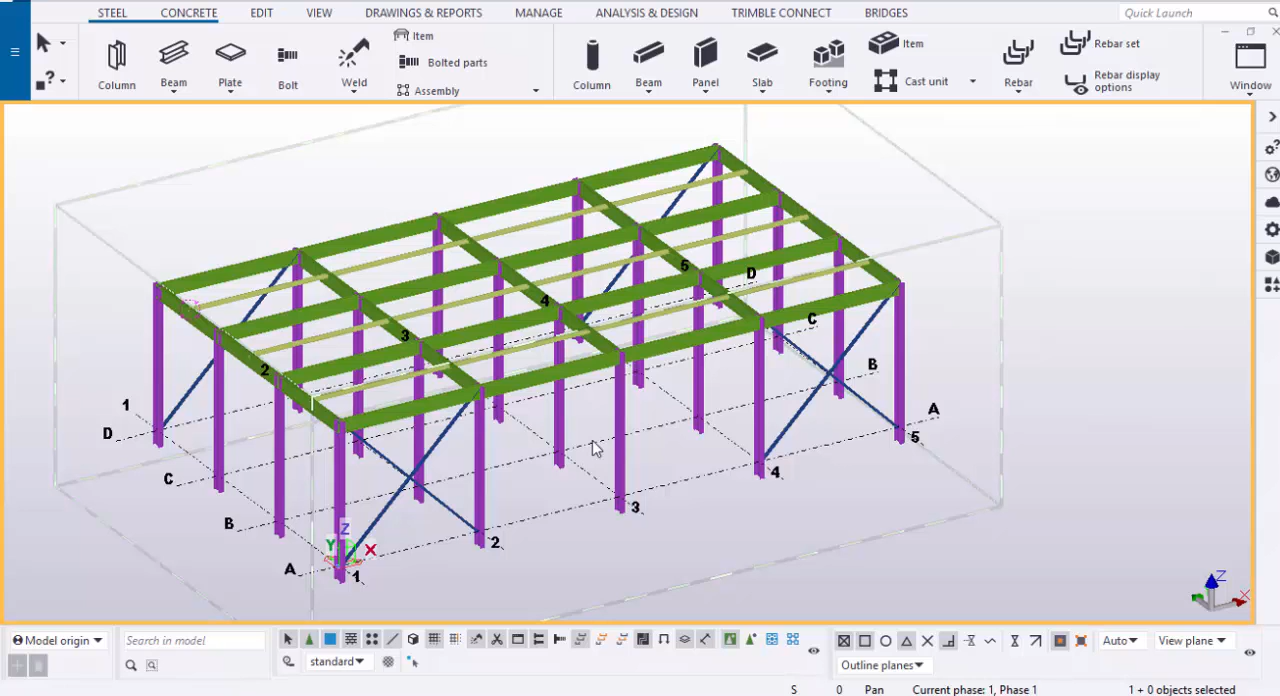 STEEL CONCRETE EDIT VIEW DRAWINGS & REPORTS MANAGE ANALYSIS & DESIGN TRIMBLE CONNECT BRIDGES Quick Launch
Column Beam Plate Bolt Weld
Item
Bolted parts
Assembly
Column Beam Panel Slab Footing
Item
Cast unit
Rebar
Rebar set
Rebar display
options
Window
5 D
4 C
3
2 B
1 A
D 5
C 4
B 3
Z
Y X 2
A 1
Z
X
Model origin Search in model
standard
Auto View plane
Outline planes
S 0 Pan Current phase: 1, Phase 1 1 + 0 objects selected